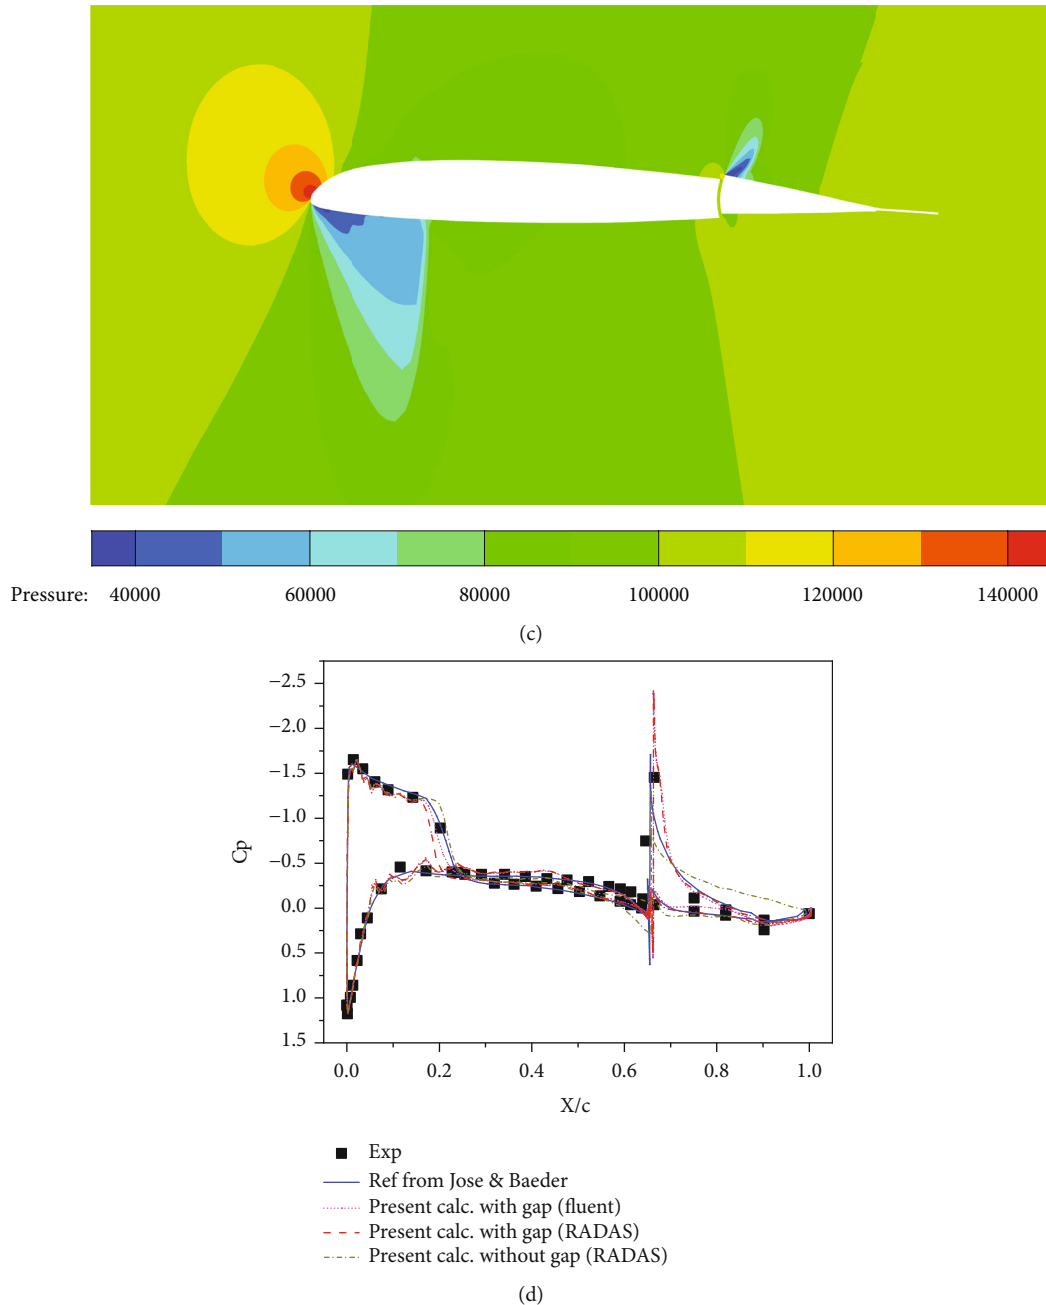 Pressure: 40000 60000 80000 100000 120000 140000
(c)
−2.5
−2.0
−1.5
−1.0
−0.5
0.0
0.5
1.0
1.5
Cp
0.0 0.2 0.4 0.6 0.8 1.0
X/c
Exp
Ref from Jose & Baeder
Present calc. with gap (fluent)
Present calc. with gap (RADAS)
Present calc. without gap (RADAS)
(d)